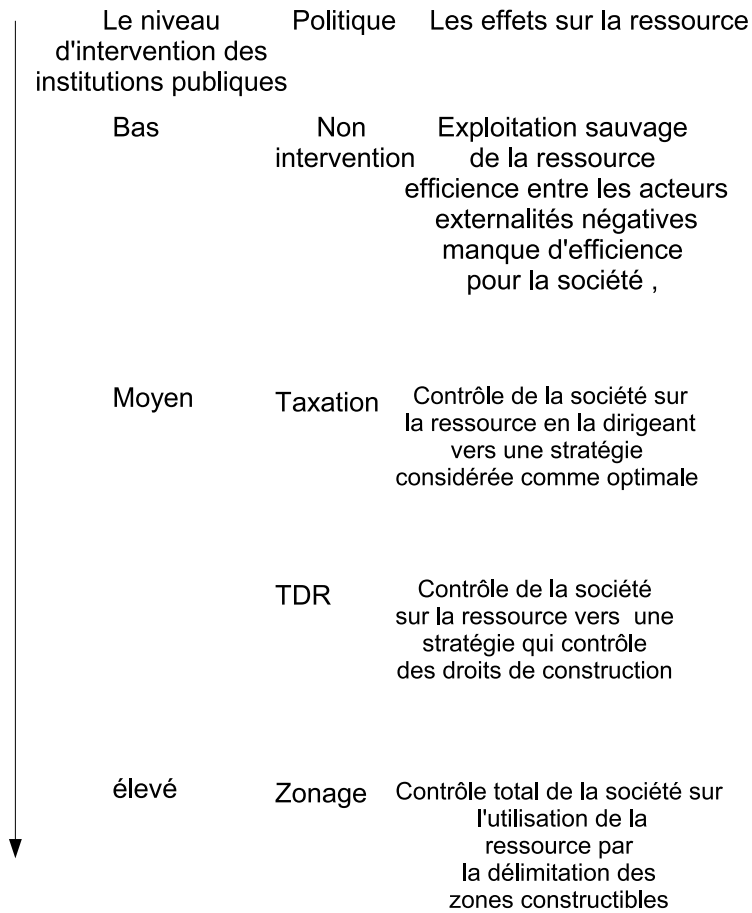 Le niveau
d'intervention des
institutions publiques
Politique
Les effets sur la ressource
Bas
Non
intervention
Exploitation sauvage
de la ressource
efficience entre les acteurs
externalités négatives
manque d'efficience
pour la société ,
Moyen
Taxation
Contrôle de la société sur
la ressource en la dirigeant
vers une stratégie
considérée comme optimale
TDR
Contrôle de la société
sur la ressource vers une
stratégie qui contrôle
des droits de construction
élevé
Zonage
Contrôle total de la société sur
l'utilisation de la
ressource par
la délimitation des
zones constructibles